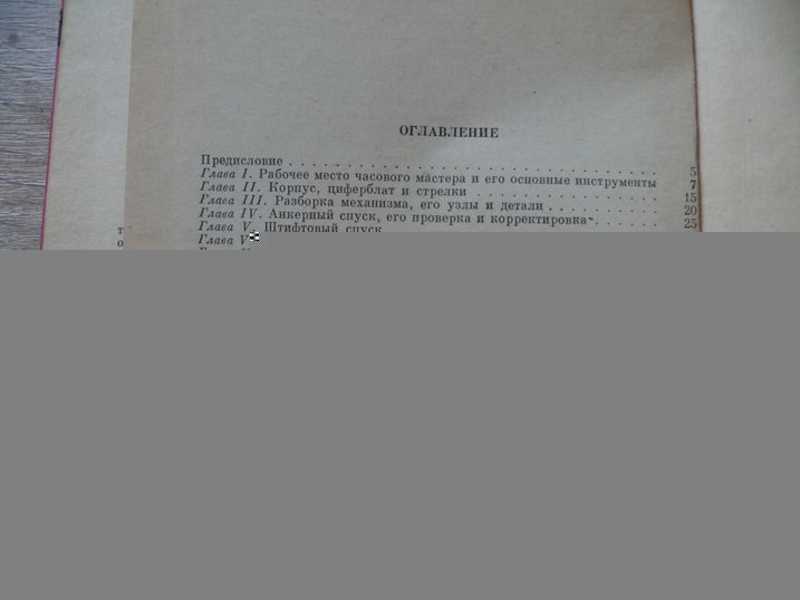 ОГЛАВЛЕНИЕ
Предисловие . . . . . . . . . . . . . . . . . . . . . . . . . . . . 5
Глава I. Рабочее место часового мастера и его основные инструменты 7
Глава II. Корпус, циферблат и стрелки . . . . . . . . . . . . . . 15
Глава III. Разборка механизма, его узлы и детали . . . . . . . . . 20
Глава IV. Анкерный спуск, его проверка и корректировка . . . . . . 25
Глава V. Штифтовый спуск
Глава